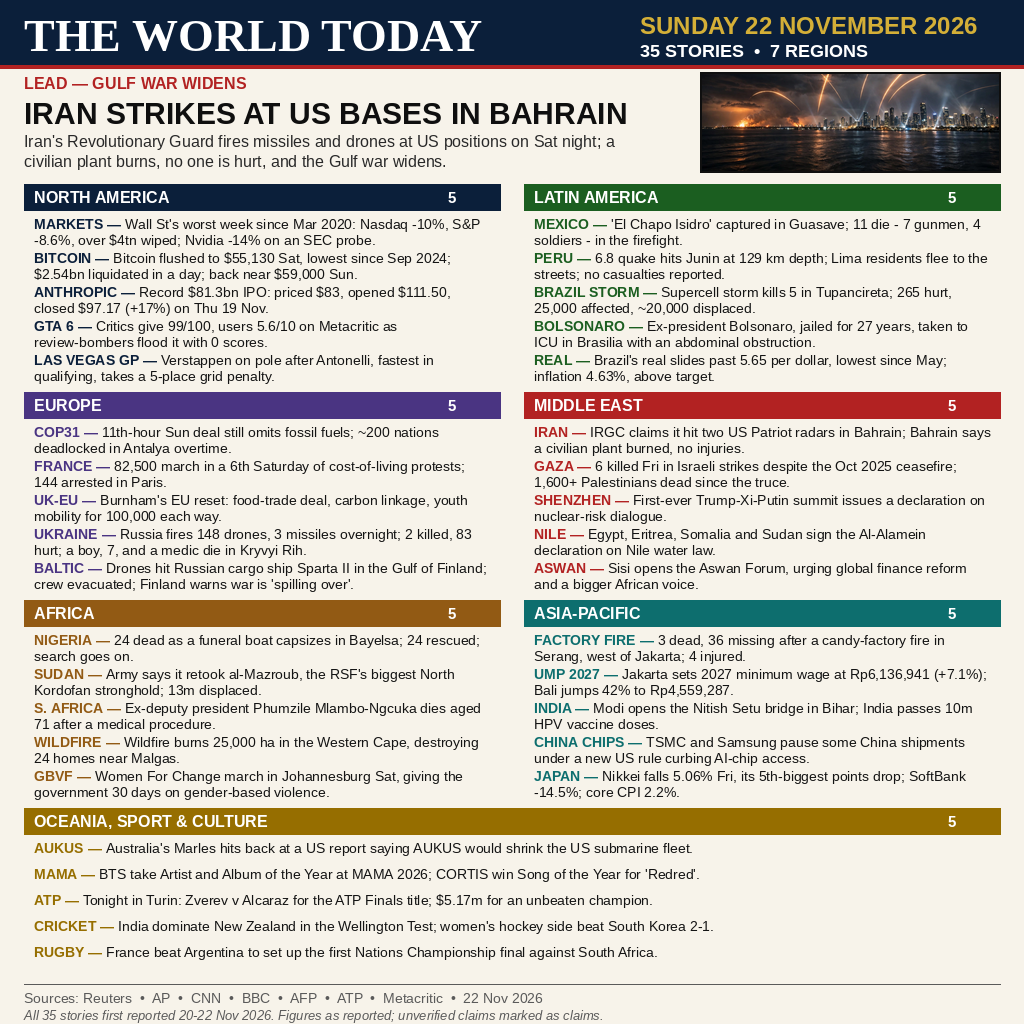 THE WORLD TODAY
SUNDAY 22 NOVEMBER 2026
35 STORIES • 7 REGIONS
LEAD — GULF WAR WIDENS
IRAN STRIKES AT US BASES IN BAHRAIN
Iran's Revolutionary Guard fires missiles and drones at US positions on Sat night; a
civilian plant burns, no one is hurt, and the Gulf war widens.
NORTH AMERICA 5
MARKETS — Wall St's worst week since Mar 2020: Nasdaq -10%, S&P
-8.6%, over $4tn wiped; Nvidia -14% on an SEC probe.
BITCOIN — Bitcoin flushed to $55,130 Sat, lowest since Sep 2024;
$2.54bn liquidated in a day; back near $59,000 Sun.
ANTHROPIC — Record $81.3bn IPO: priced $83, opened $111.50,
closed $97.17 (+17%) on Thu 19 Nov.
GTA 6 — Critics give 99/100, users 5.6/10 on Metacritic as
review-bombers flood it with 0 scores.
LAS VEGAS GP — Verstappen on pole after Antonelli, fastest in
qualifying, takes a 5-place grid penalty.
LATIN AMERICA 5
MEXICO — 'El Chapo Isidro' captured in Guasave; 11 die - 7 gunmen, 4
soldiers - in the firefight.
PERU — 6.8 quake hits Junin at 129 km depth; Lima residents flee to the
streets; no casualties reported.
BRAZIL STORM — Supercell storm kills 5 in Tupancireta; 265 hurt,
25,000 affected, ~20,000 displaced.
BOLSONARO — Ex-president Bolsonaro, jailed for 27 years, taken to
ICU in Brasilia with an abdominal obstruction.
REAL — Brazil's real slides past 5.65 per dollar, lowest since May;
inflation 4.63%, above target.
EUROPE 5
COP31 — 11th-hour Sun deal still omits fossil fuels; ~200 nations
deadlocked in Antalya overtime.
FRANCE — 82,500 march in a 6th Saturday of cost-of-living protests;
144 arrested in Paris.
UK-EU — Burnham's EU reset: food-trade deal, carbon linkage, youth
mobility for 100,000 each way.
UKRAINE — Russia fires 148 drones, 3 missiles overnight; 2 killed, 83
hurt; a boy, 7, and a medic die in Kryvyi Rih.
BALTIC — Drones hit Russian cargo ship Sparta II in the Gulf of Finland;
crew evacuated; Finland warns war is 'spilling over'.
MIDDLE EAST 5
IRAN — IRGC claims it hit two US Patriot radars in Bahrain; Bahrain says
a civilian plant burned, no injuries.
GAZA — 6 killed Fri in Israeli strikes despite the Oct 2025 ceasefire;
1,600+ Palestinians dead since the truce.
SHENZHEN — First-ever Trump-Xi-Putin summit issues a declaration on
nuclear-risk dialogue.
NILE — Egypt, Eritrea, Somalia and Sudan sign the Al-Alamein
declaration on Nile water law.
ASWAN — Sisi opens the Aswan Forum, urging global finance reform
and a bigger African voice.
AFRICA 5
NIGERIA — 24 dead as a funeral boat capsizes in Bayelsa; 24 rescued;
search goes on.
SUDAN — Army says it retook al-Mazroub, the RSF's biggest North
Kordofan stronghold; 13m displaced.
S. AFRICA — Ex-deputy president Phumzile Mlambo-Ngcuka dies aged
71 after a medical procedure.
WILDFIRE — Wildfire burns 25,000 ha in the Western Cape, destroying
24 homes near Malgas.
GBVF — Women For Change march in Johannesburg Sat, giving the
government 30 days on gender-based violence.
ASIA-PACIFIC 5
FACTORY FIRE — 3 dead, 36 missing after a candy-factory fire in
Serang, west of Jakarta; 4 injured.
UMP 2027 — Jakarta sets 2027 minimum wage at Rp6,136,941 (+7.1%);
Bali jumps 42% to Rp4,559,287.
INDIA — Modi opens the Nitish Setu bridge in Bihar; India passes 10m
HPV vaccine doses.
CHINA CHIPS — TSMC and Samsung pause some China shipments
under a new US rule curbing AI-chip access.
JAPAN — Nikkei falls 5.06% Fri, its 5th-biggest points drop; SoftBank
-14.5%; core CPI 2.2%.
OCEANIA, SPORT & CULTURE 5
AUKUS — Australia's Marles hits back at a US report saying AUKUS would shrink the US submarine fleet.
MAMA — BTS take Artist and Album of the Year at MAMA 2026; CORTIS win Song of the Year for 'Redred'.
ATP — Tonight in Turin: Zverev v Alcaraz for the ATP Finals title; $5.17m for an unbeaten champion.
CRICKET — India dominate New Zealand in the Wellington Test; women's hockey side beat South Korea 2-1.
RUGBY — France beat Argentina to set up the first Nations Championship final against South Africa.
Sources: Reuters • AP • CNN • BBC • AFP • ATP • Metacritic • 22 Nov 2026
All 35 stories first reported 20-22 Nov 2026. Figures as reported; unverified claims marked as claims.